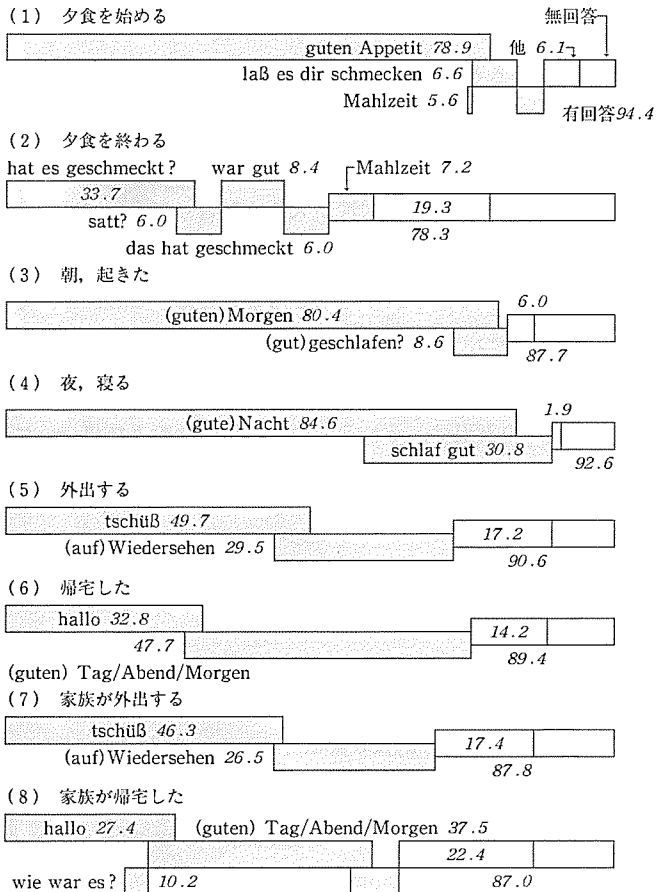 (1) 夕食を始める 無回答
guten Appetit 78.9 他 6.1
laß es dir schmecken 6.6
Mahlzeit 5.6 有回答94.4
(2) 夕食を終わる
hat es geschmeckt? war gut 8.4 Mahlzeit 7.2
33.7 19.3
satt? 6.0 78.3
das hat geschmeckt 6.0
(3) 朝,起きた
(guten)Morgen 80.4 6.0
(gut)geschlafen? 8.6 87.7
(4) 夜,寝る
(gute)Nacht 84.6 1.9
schlaf gut 30.8 92.6
(5) 外出する
tschüß 49.7 17.2
(auf)Wiedersehen 29.5 90.6
(6) 帰宅した
hallo 32.8 14.2
47.7 89.4
(guten) Tag/Abend/Morgen
(7) 家族が外出する
tschüß 46.3 17.4
(auf)Wiedersehen 26.5 87.8
(8) 家族が帰宅した
hallo 27.4 (guten) Tag/Abend/Morgen 37.5
22.4
wie war es? 10.2 87.0